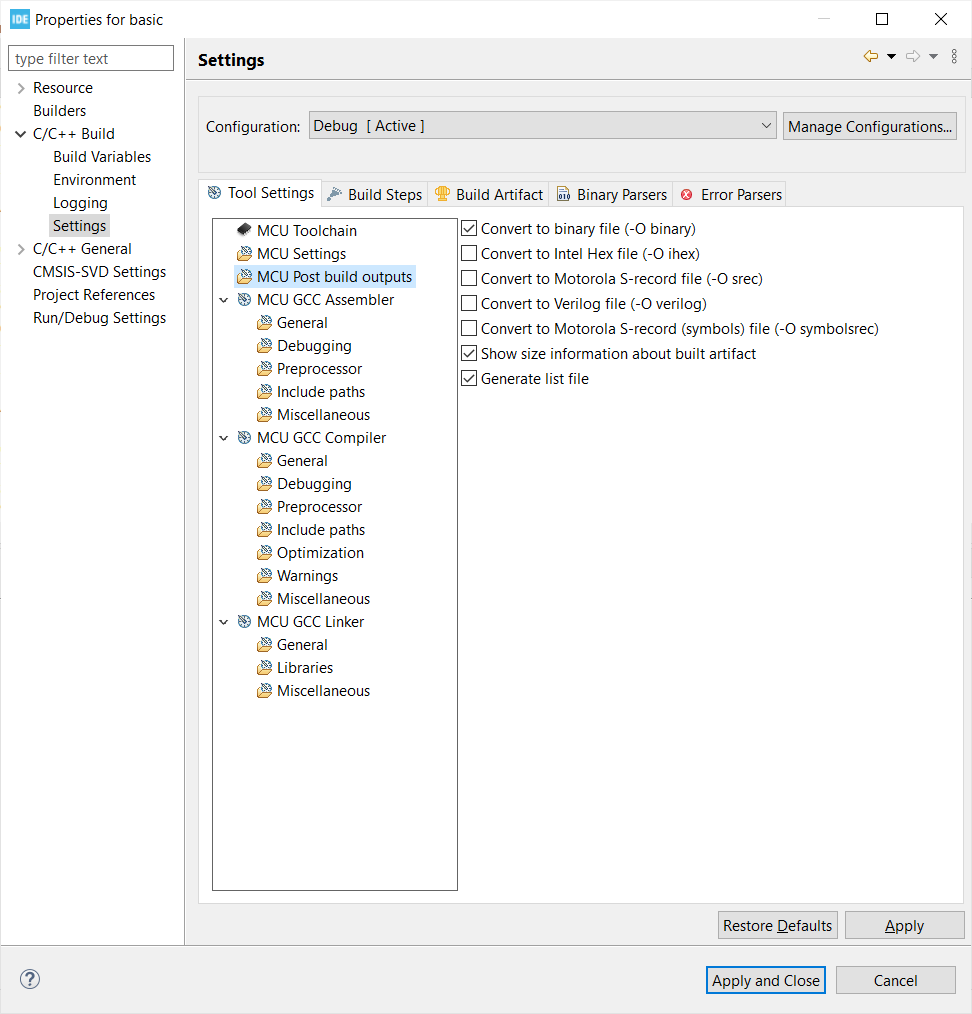 IDE Properties for basic
type filter text
Resource
Builders
C/C++ Build
Build Variables
Environment
Logging
Settings
C/C++ General
CMSIS-SVD Settings
Project References
Run/Debug Settings
Settings
Configuration: Debug [ Active ] Manage Configurations...
Tool Settings Build Steps Build Artifact Binary Parsers Error Parsers
MCU Toolchain
MCU Settings
MCU Post build outputs
MCU GCC Assembler
General
Debugging
Preprocessor
Include paths
Miscellaneous
MCU GCC Compiler
General
Debugging
Preprocessor
Include paths
Optimization
Warnings
Miscellaneous
MCU GCC Linker
General
Libraries
Miscellaneous
Convert to binary file (-O binary)
Convert to Intel Hex file (-O ihex)
Convert to Motorola S-record file (-O srec)
Convert to Verilog file (-O verilog)
Convert to Motorola S-record (symbols) file (-O symbolsrec)
Show size information about built artifact
Generate list file
Restore Defaults Apply
? Apply and Close Cancel